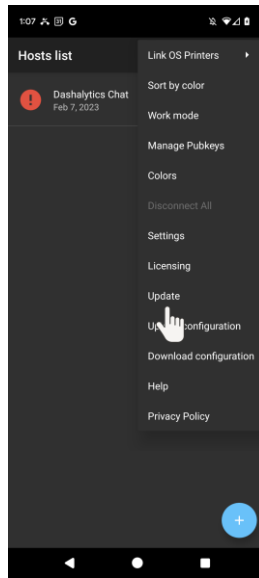 1:07 31 G
Hosts list
Dashalytics Chat
Feb 7, 2023
Link OS Printers
Sort by color
Work mode
Manage Pubkeys
Colors
Disconnect All
Settings
Licensing
Update
configuration
Download configuration
Help
Privacy Policy